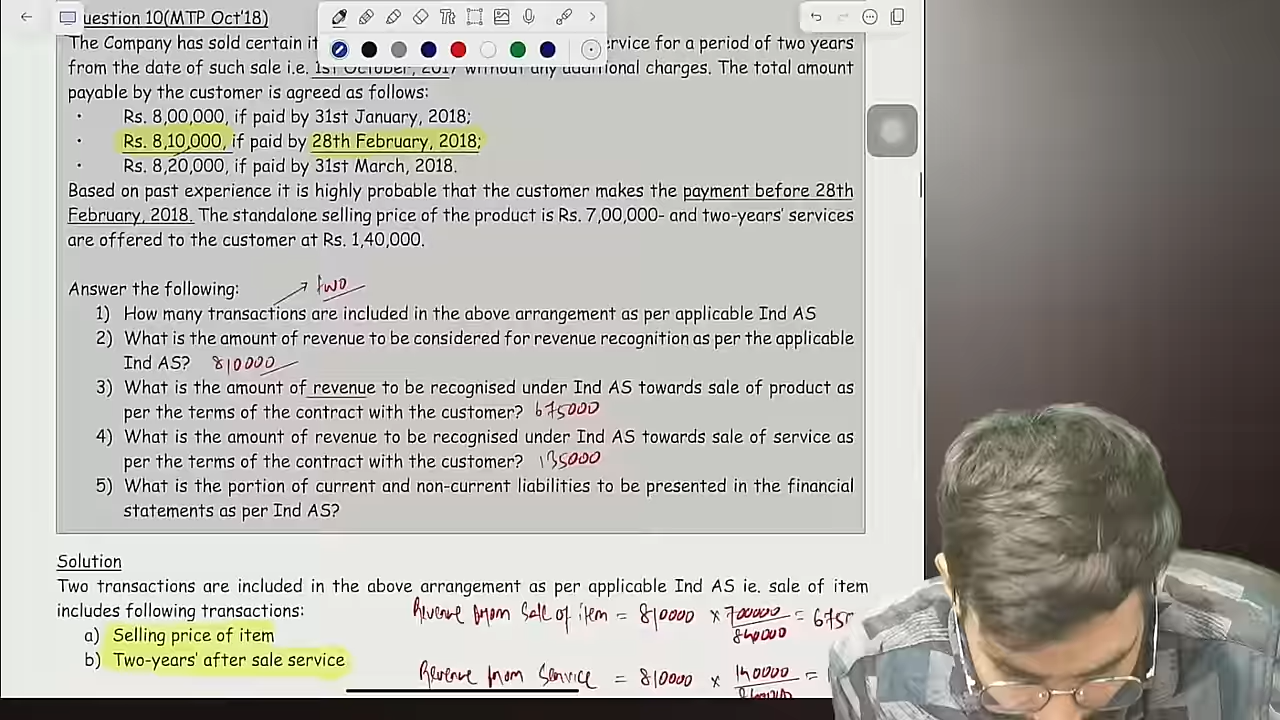 uestion 10(MTP Oct'18)
The Company has sold certain it ervice for a period of two years
from the date of such sale i.e. 1st October, 2017 without any additional charges. The total amount
payable by the customer is agreed as follows:
· Rs. 8,00,000, if paid by 31st January, 2018;
· Rs. 8,10,000, if paid by 28th February, 2018;
· Rs. 8,20,000, if paid by 31st March, 2018.
Based on past experience it is highly probable that the customer makes the payment before 28th
February, 2018. The standalone selling price of the product is Rs. 7,00,000- and two-years' services
are offered to the customer at Rs. 1,40,000.
Answer the following: two
1) How many transactions are included in the above arrangement as per applicable Ind AS
2) What is the amount of revenue to be considered for revenue recognition as per the applicable
Ind AS? 810000
3) What is the amount of revenue to be recognised under Ind AS towards sale of product as
per the terms of the contract with the customer? 675000
4) What is the amount of revenue to be recognised under Ind AS towards sale of service as
per the terms of the contract with the customer? 135000
5) What is the portion of current and non-current liabilities to be presented in the financial
statements as per Ind AS?
Solution
Two transactions are included in the above arrangement as per applicable Ind AS ie. sale of item
includes following transactions:
Revenue from Sale of item = 810000 × 700000 / 840000 = 675
a) Selling price of item
b) Two-years' after sale service
Revenue from Service = 810000 × 140000 =